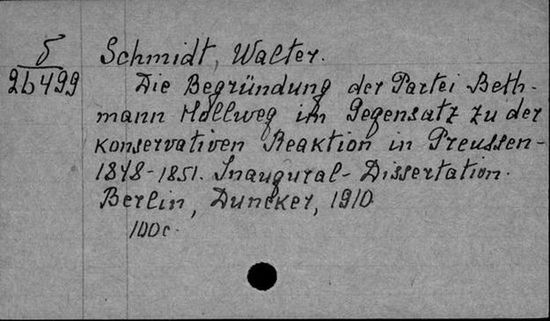 Schmidt, Walter.
Die Begründung der Partei Beth-
mann Hollweg im Gegensatz zu der
konservativen Reaktion in Preussen-
1848-1851. Inaugural-Dissertation.
Berlin, Duncker, 1910
100c.
б
26499